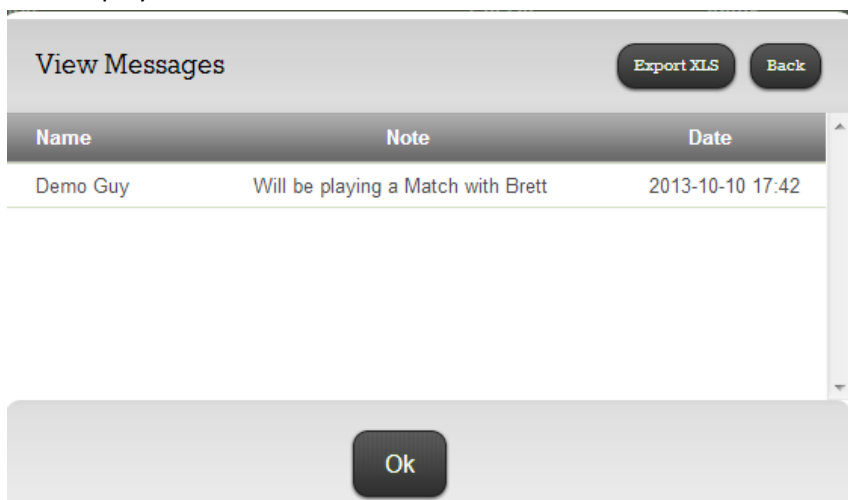 View Messages Export XLS Back
Name Note Date
Demo Guy Will be playing a Match with Brett 2013-10-10 17:42
Ok